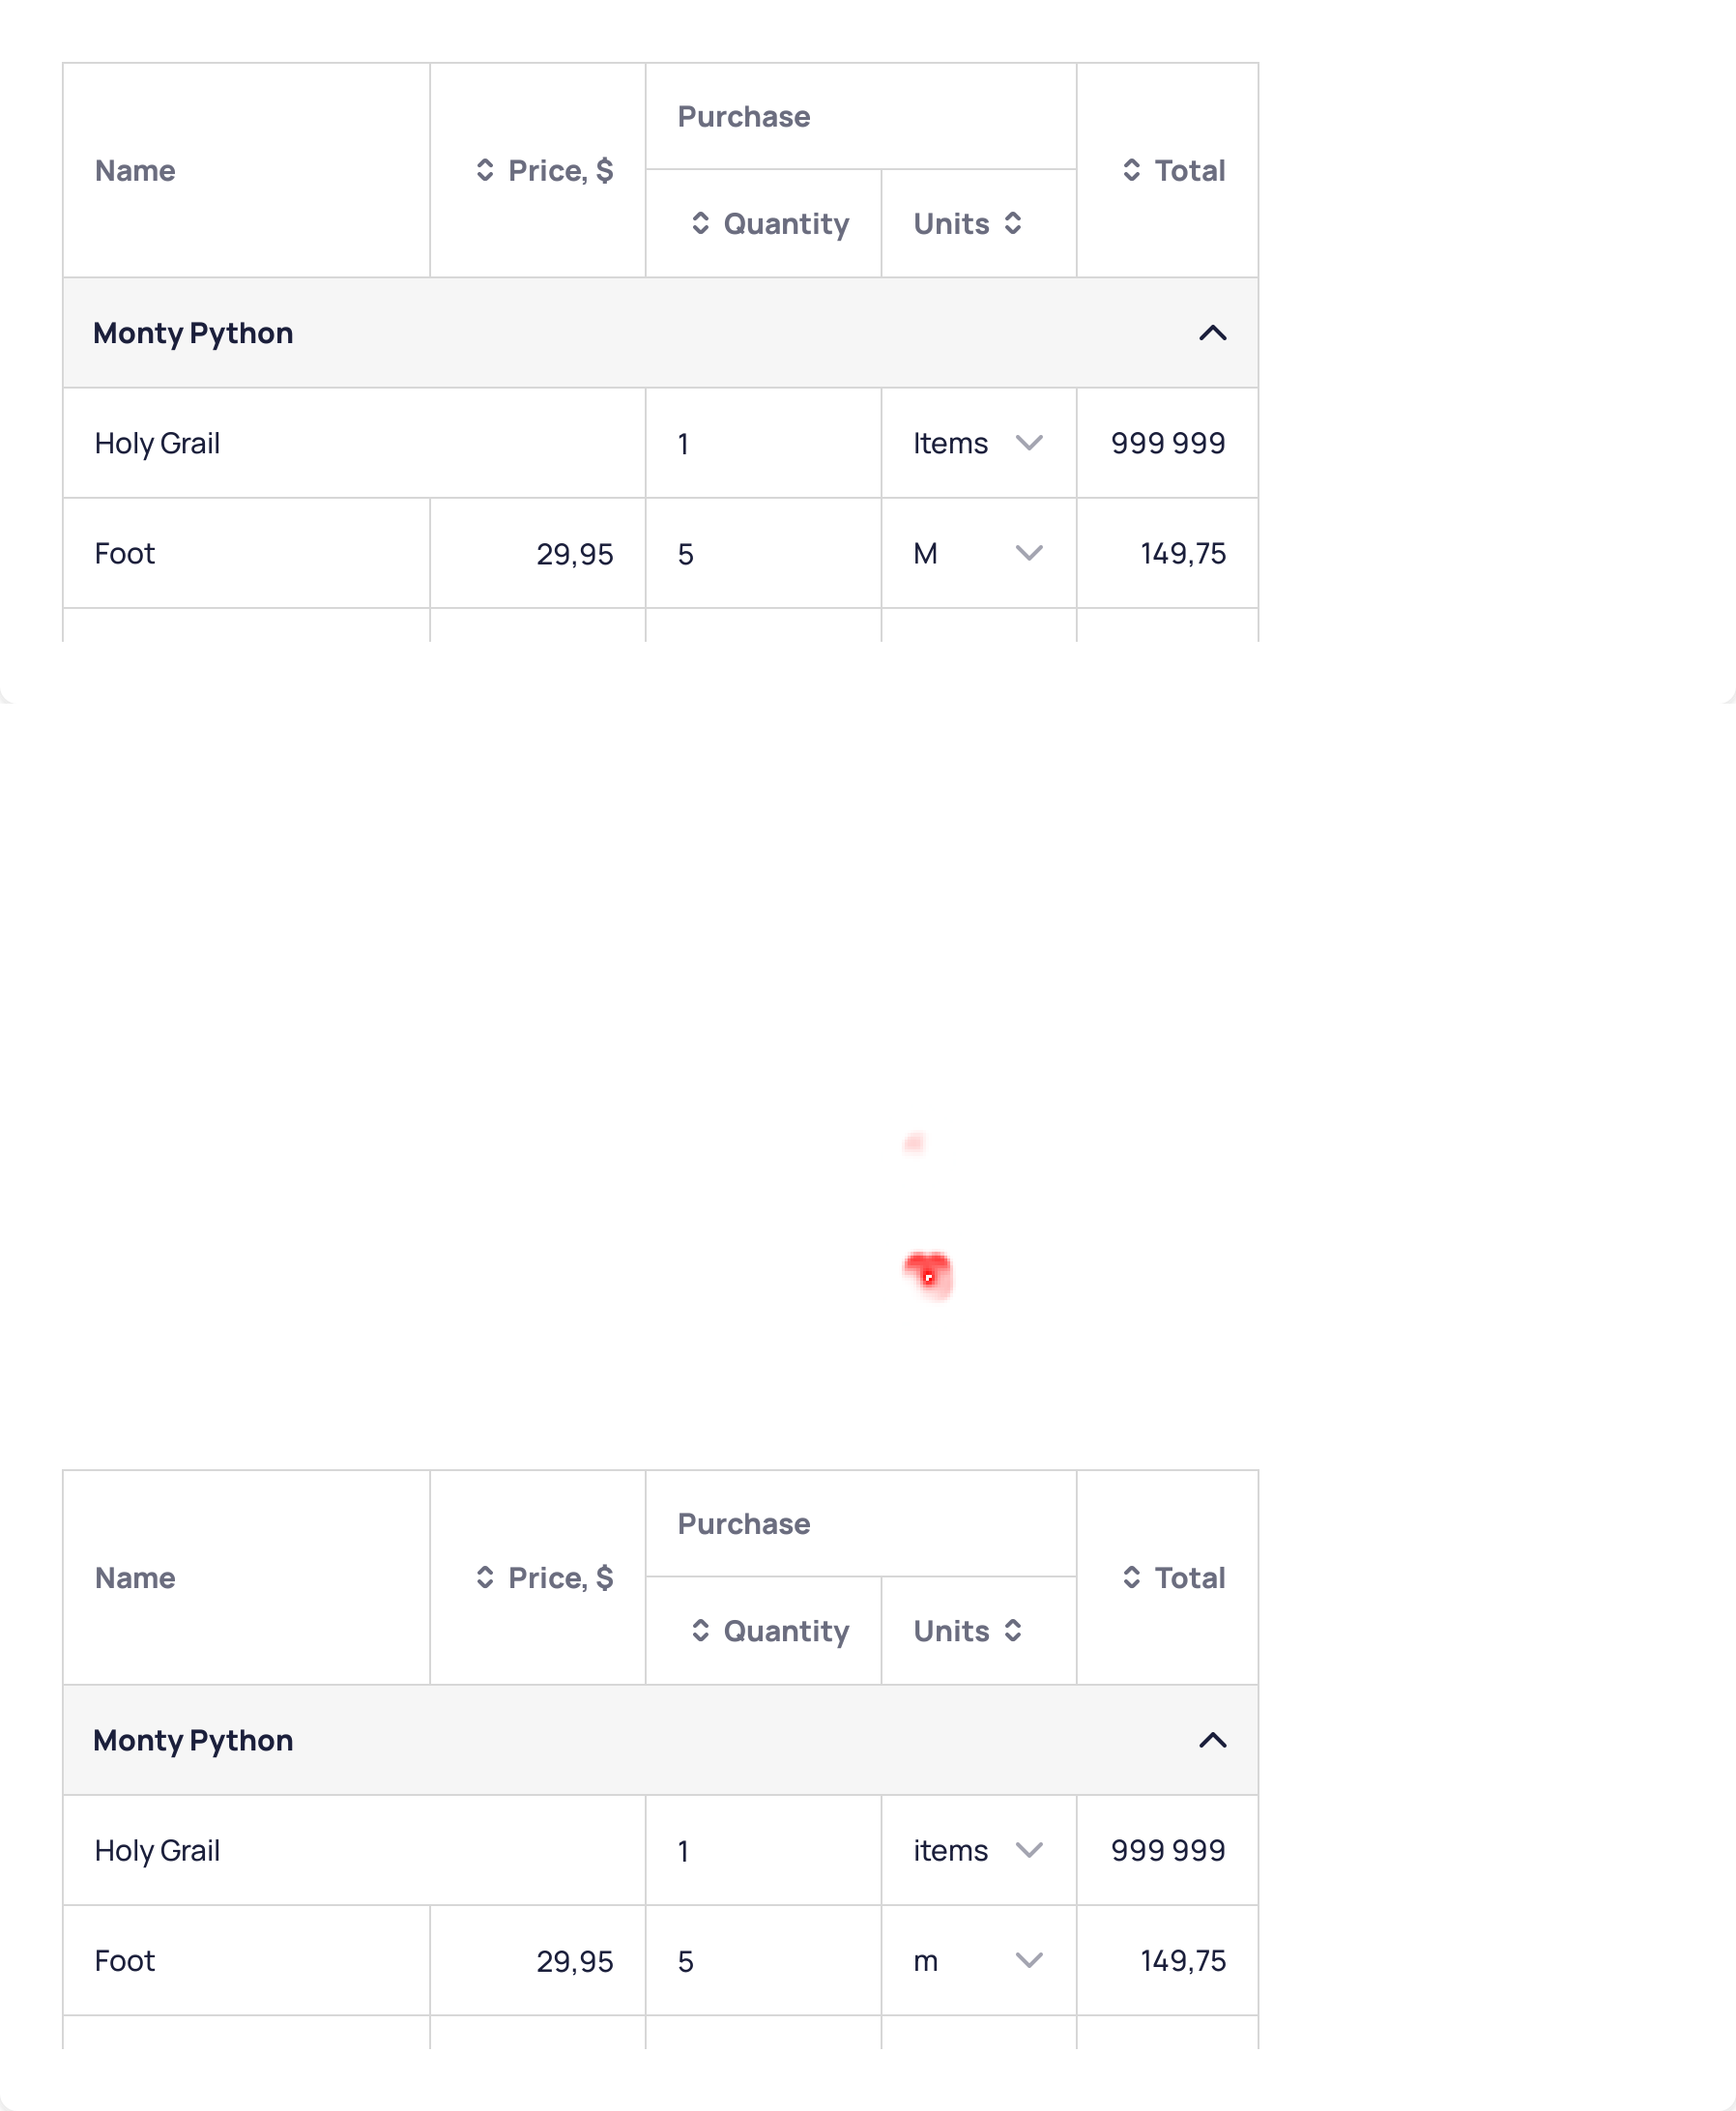 Purchase
Name
Price, $
Total
Quantity
Units
Monty Python
Holy Grail 1 Items 999 999
Foot 29,95 5 M 149,75
Purchase
Name
Price, $
Total
Quantity
Units
Monty Python
Holy Grail 1 items 999 999
Foot 29,95 5 m 149,75